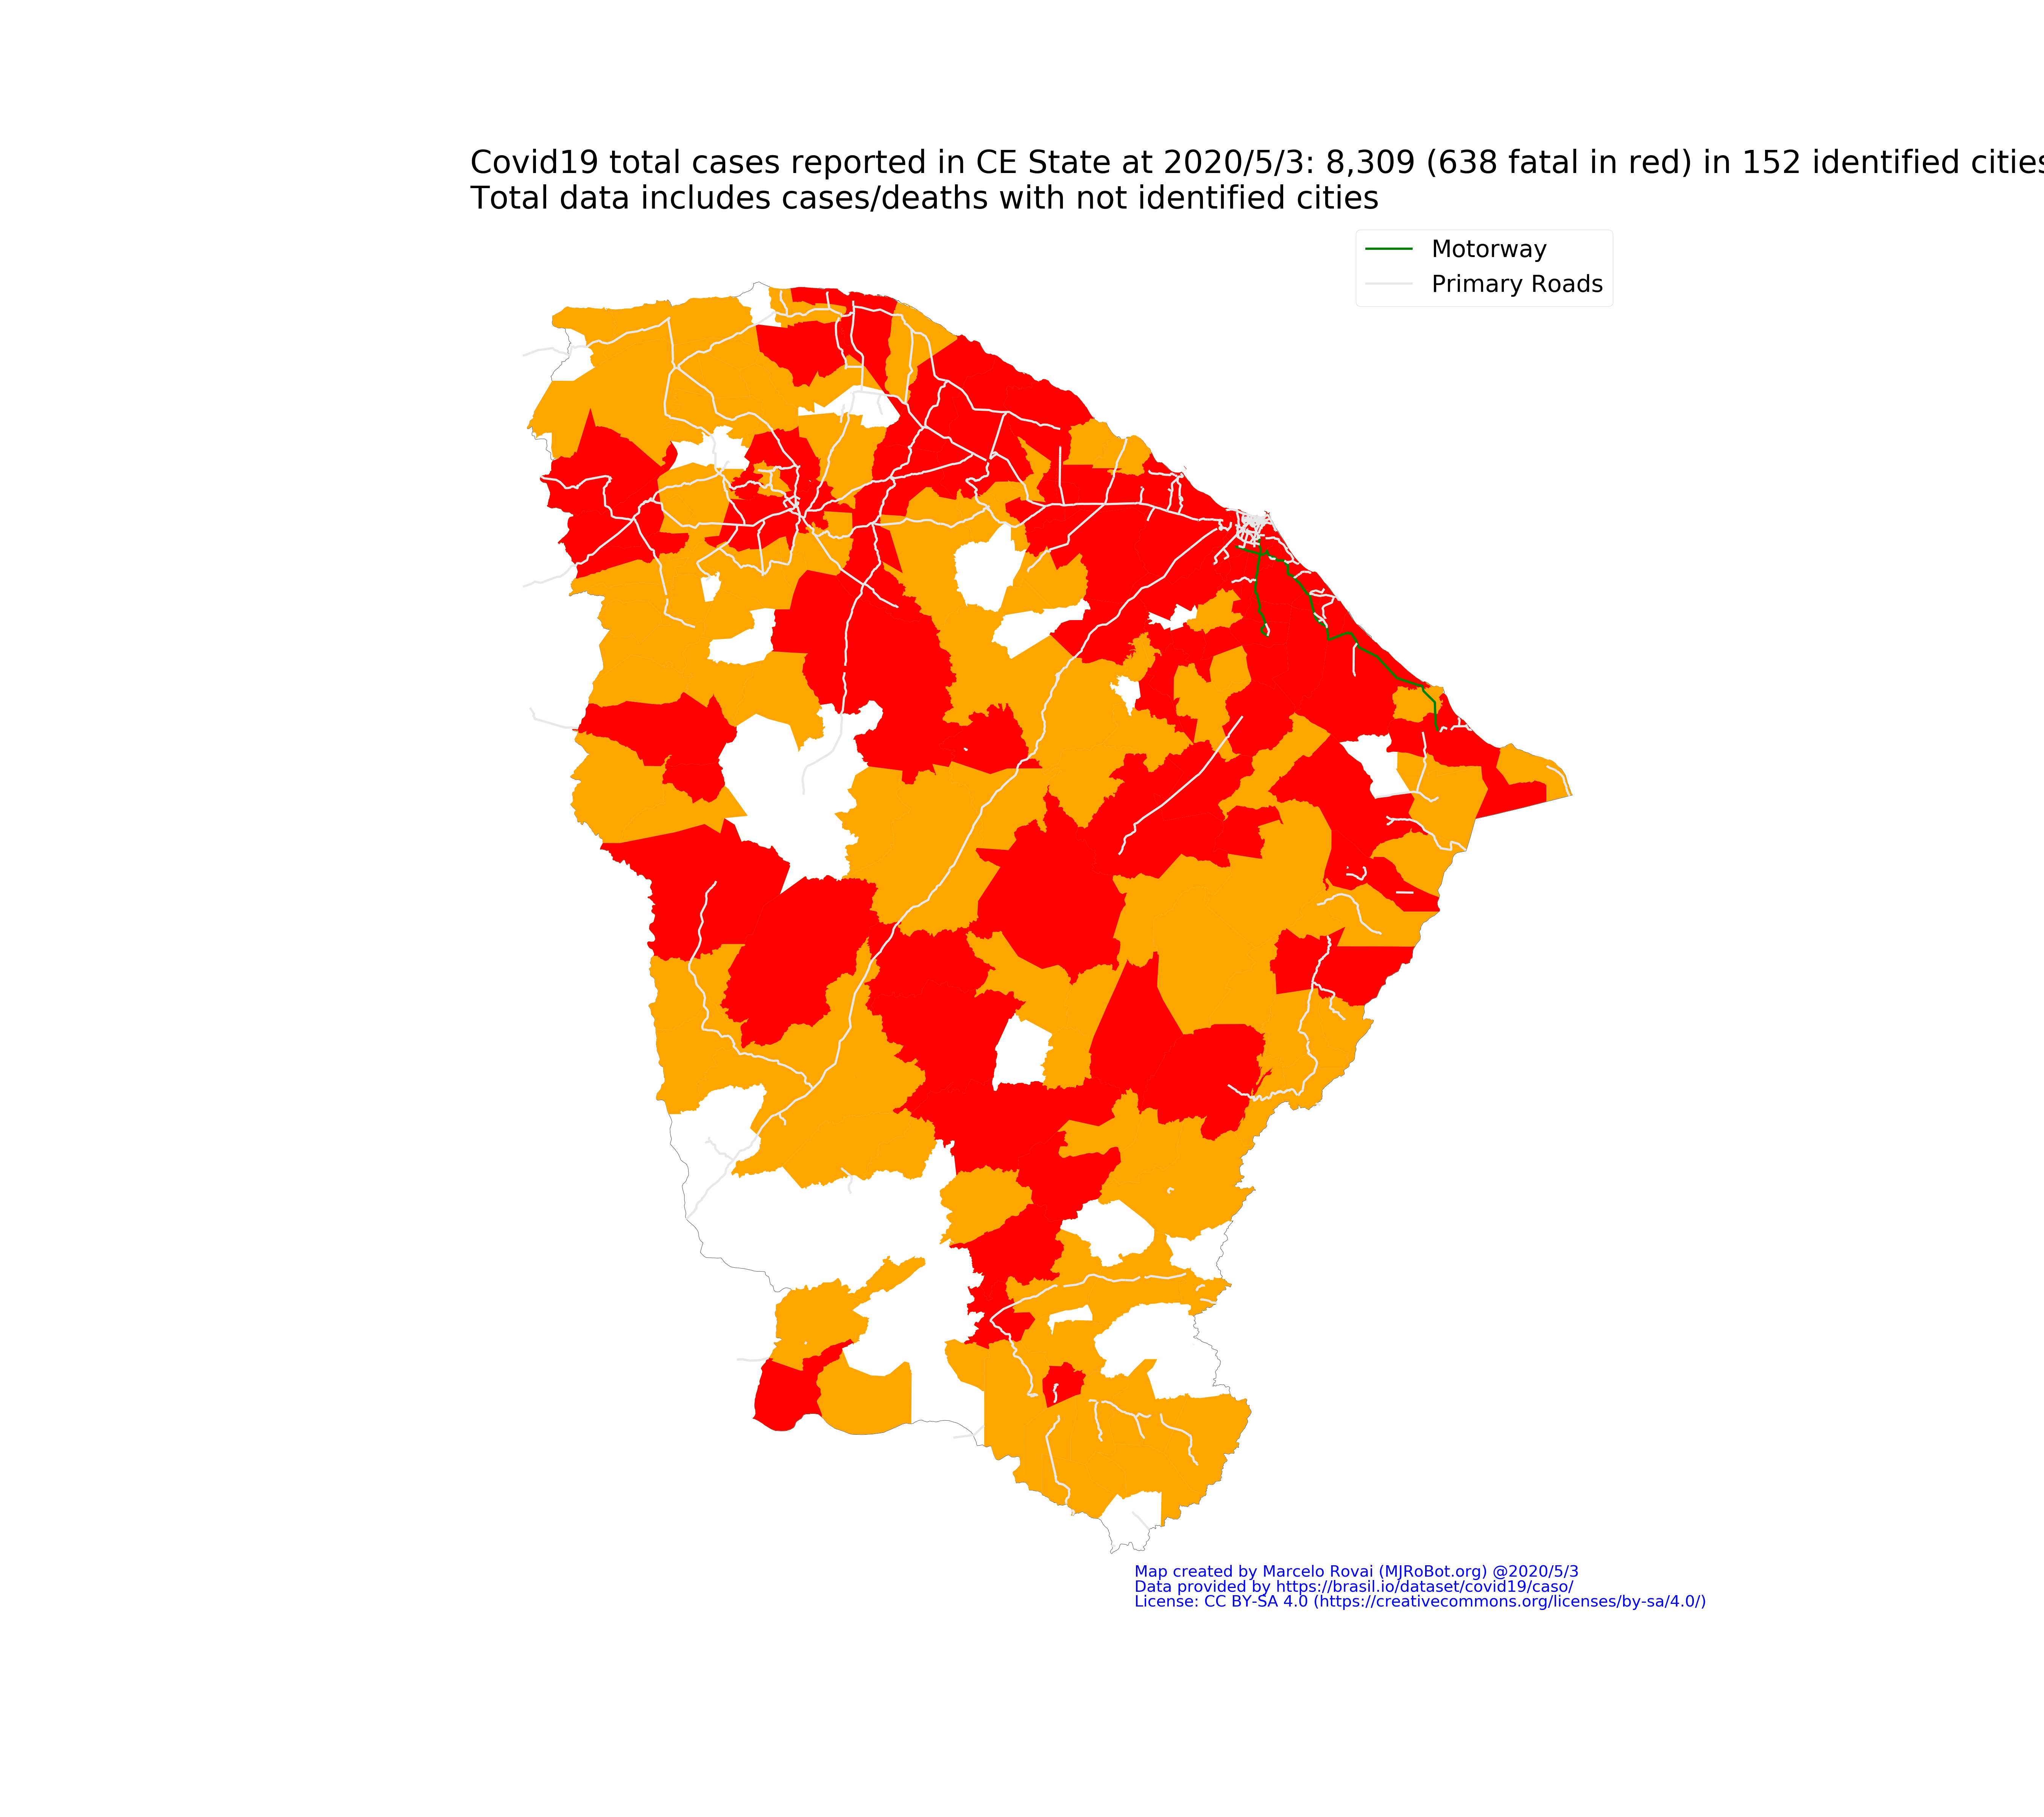 Covid19 total cases reported in CE State at 2020/5/3: 8,309 (638 fatal in red) in 152 identified cities
Total data includes cases/deaths with not identified cities
Motorway
Primary Roads
Map created by Marcelo Rovai (MJRoBot.org) @2020/5/3
Data provided by https://brasil.io/dataset/covid19/caso/
License: CC BY-SA 4.0 (https://creativecommons.org/licenses/by-sa/4.0/)